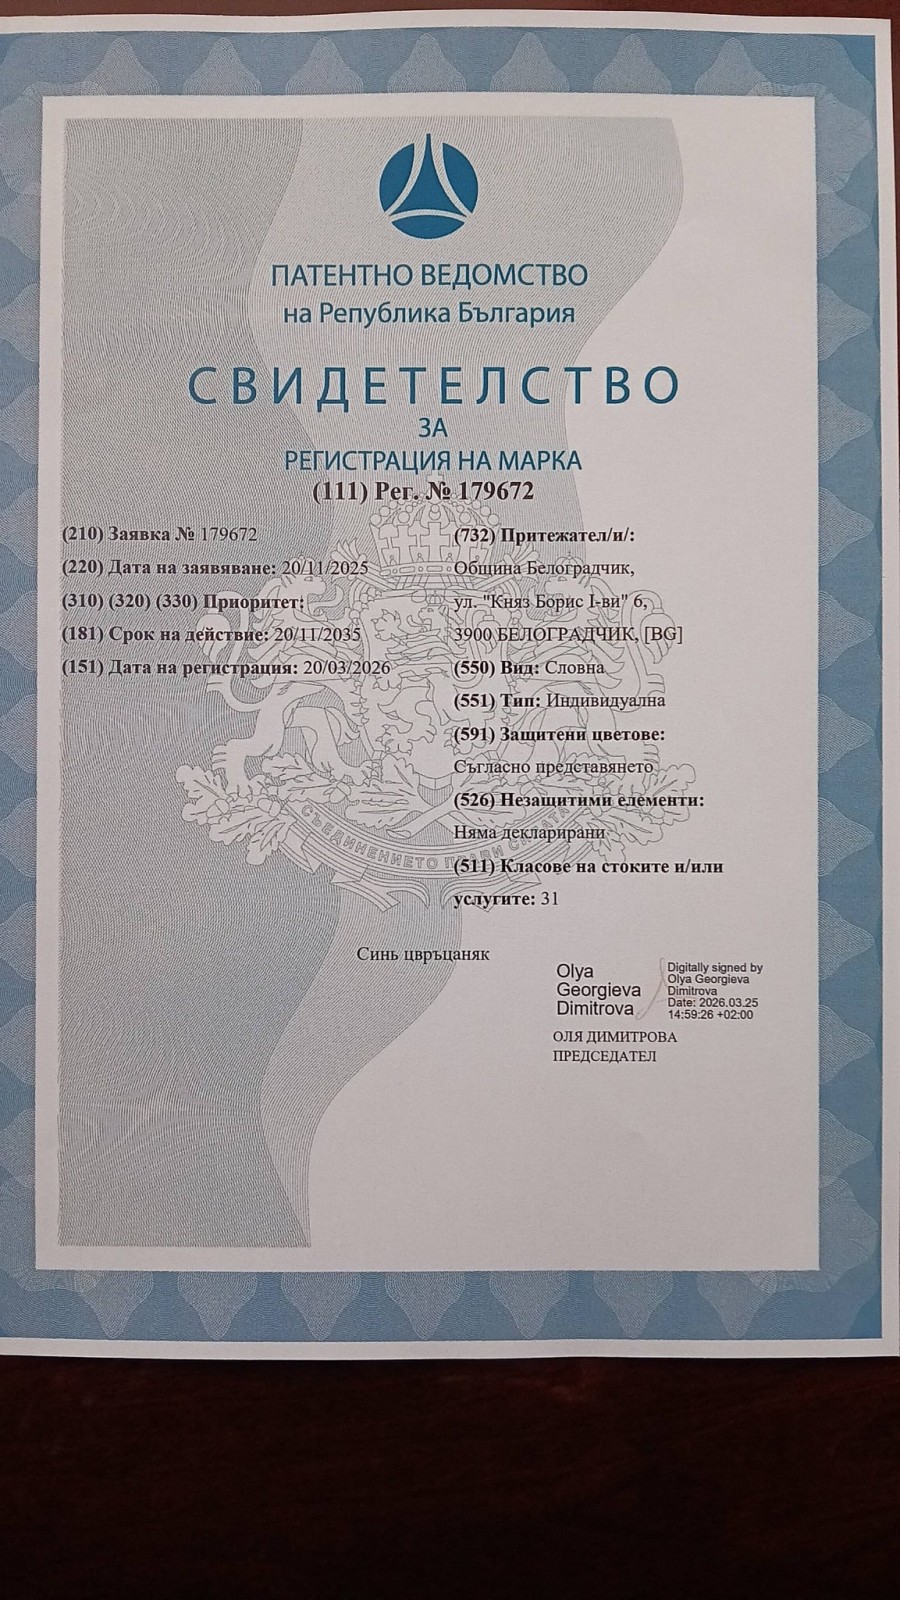 ПАТЕНТНО ВЕДОМСТВО
на Република България
СВИДЕТЕЛСТВО
ЗА
РЕГИСТРАЦИЯ НА МАРКА
(111) Рег. № 179672
(210) Заявка № 179672
(220) Дата на заявяване: 20/11/2025
(310) (320) (330) Приоритет:
(181) Срок на действие: 20/11/2035
(151) Дата на регистрация: 20/03/2026
(732) Притежател/и/:
Община Белоградчик,
ул. "Княз Борис I-ви" 6,
3900 БЕЛОГРАДЧИК, [BG]
(550) Вид: Словна
(551) Тип: Индивидуална
(591) Защитени цветове:
Съгласно представянето
(526) Незащитими елементи:
Няма декларирани
(511) Класове на стоките и/или
услугите: 31
СЪЕДИНЕНИЕТО ПРАВИ СИЛАТА
Синь цвръцаняк
Olya
Georgieva
Dimitrova
Digitally signed by
Olya Georgieva
Dimitrova
Date: 2026.03.25
14:59:26 +02:00
ОЛЯ ДИМИТРОВА
ПРЕДСЕДАТЕЛ